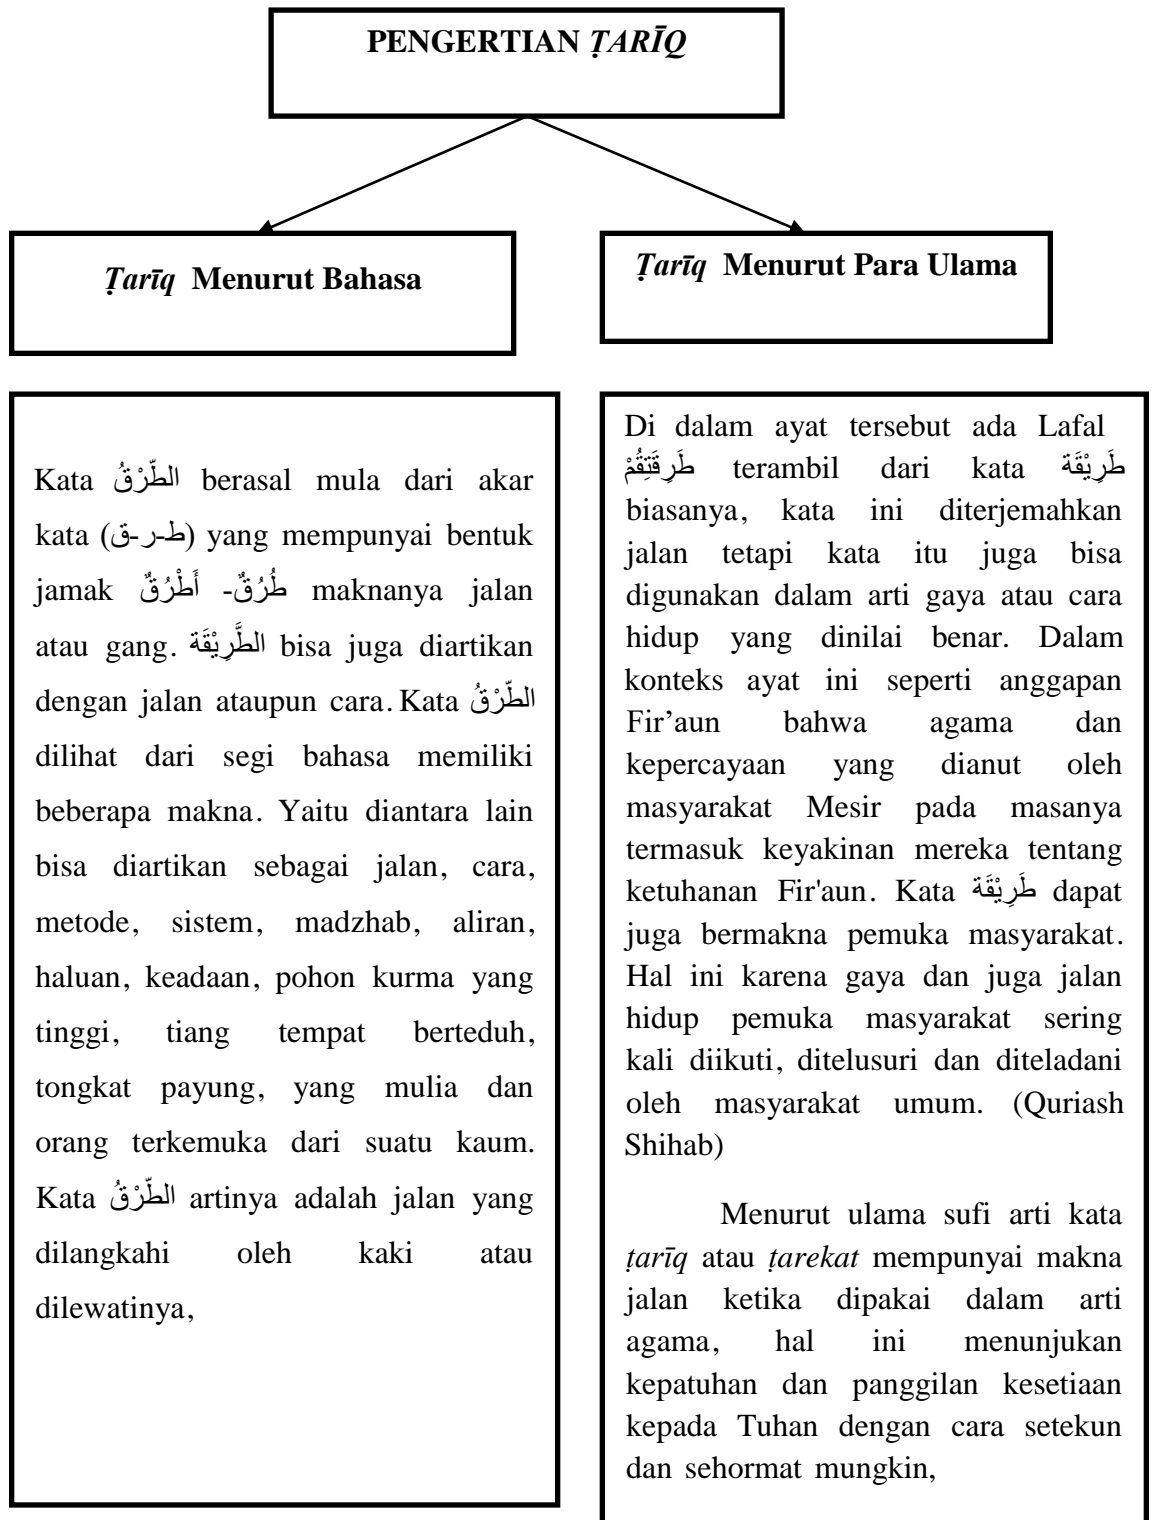 PENGERTIAN ṬARĪQ
Ṭarīq Menurut Bahasa
Ṭarīq Menurut Para Ulama
Kata الطّرْقُ berasal mula dari akar
kata (ط-ر-ق) yang mempunyai bentuk
jamak طُرُقٌ- أَطْرُقٌ maknanya jalan
atau gang. الطَّرِيْقَة bisa juga diartikan
dengan jalan ataupun cara. Kata الطّرْقُ
dilihat dari segi bahasa memiliki
beberapa makna. Yaitu diantara lain
bisa diartikan sebagai jalan, cara,
metode, sistem, madzhab, aliran,
haluan, keadaan, pohon kurma yang
tinggi, tiang tempat berteduh,
tongkat payung, yang mulia dan
orang terkemuka dari suatu kaum.
Kata الطّرْقُ artinya adalah jalan yang
dilangkahi oleh kaki atau
dilewatinya,
Di dalam ayat tersebut ada Lafal
طَرِقَتِقُمْ terambil dari kata طَرِيْقَة
biasanya, kata ini diterjemahkan
jalan tetapi kata itu juga bisa
digunakan dalam arti gaya atau cara
hidup yang dinilai benar. Dalam
konteks ayat ini seperti anggapan
Fir’aun bahwa agama dan
kepercayaan yang dianut oleh
masyarakat Mesir pada masanya
termasuk keyakinan mereka tentang
ketuhanan Fir'aun. Kata طَرِيْقَة dapat
juga bermakna pemuka masyarakat.
Hal ini karena gaya dan juga jalan
hidup pemuka masyarakat sering
kali diikuti, ditelusuri dan diteladani
oleh masyarakat umum. (Quriash
Shihab)
Menurut ulama sufi arti kata
ṭarīq atau ṭarekat mempunyai makna
jalan ketika dipakai dalam arti
agama, hal ini menunjukan
kepatuhan dan panggilan kesetiaan
kepada Tuhan dengan cara setekun
dan sehormat mungkin,